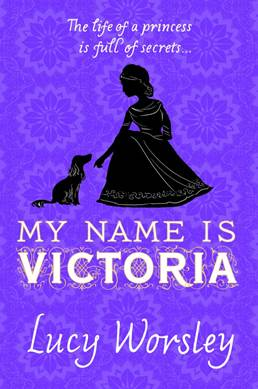 The life of a princess
is full of secrets...
MY NAME IS
VICTORIA
Lucy Worsley